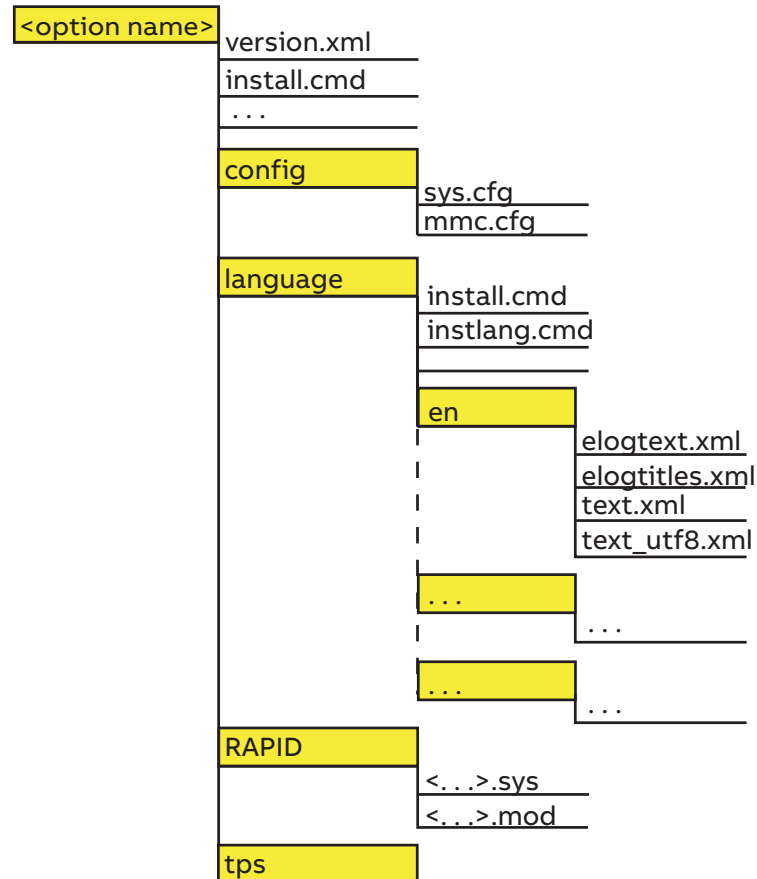 <option name>
version.xml
install.cmd
...
config
sys.cfg
mmc.cfg
language
install.cmd
instlang.cmd
en
elogtext.xml
elogtitles.xml
text.xml
text_utf8.xml
...
...
...
...
RAPID
<...>.sys
<...>.mod
tps